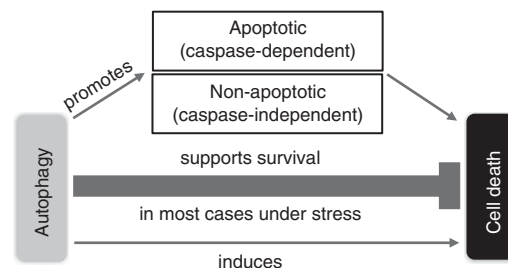 Apoptotic
(caspase-dependent)
promotes
Non-apoptotic
(caspase-independent)
Autophagy
supports survival
in most cases under stress
induces
Cell death